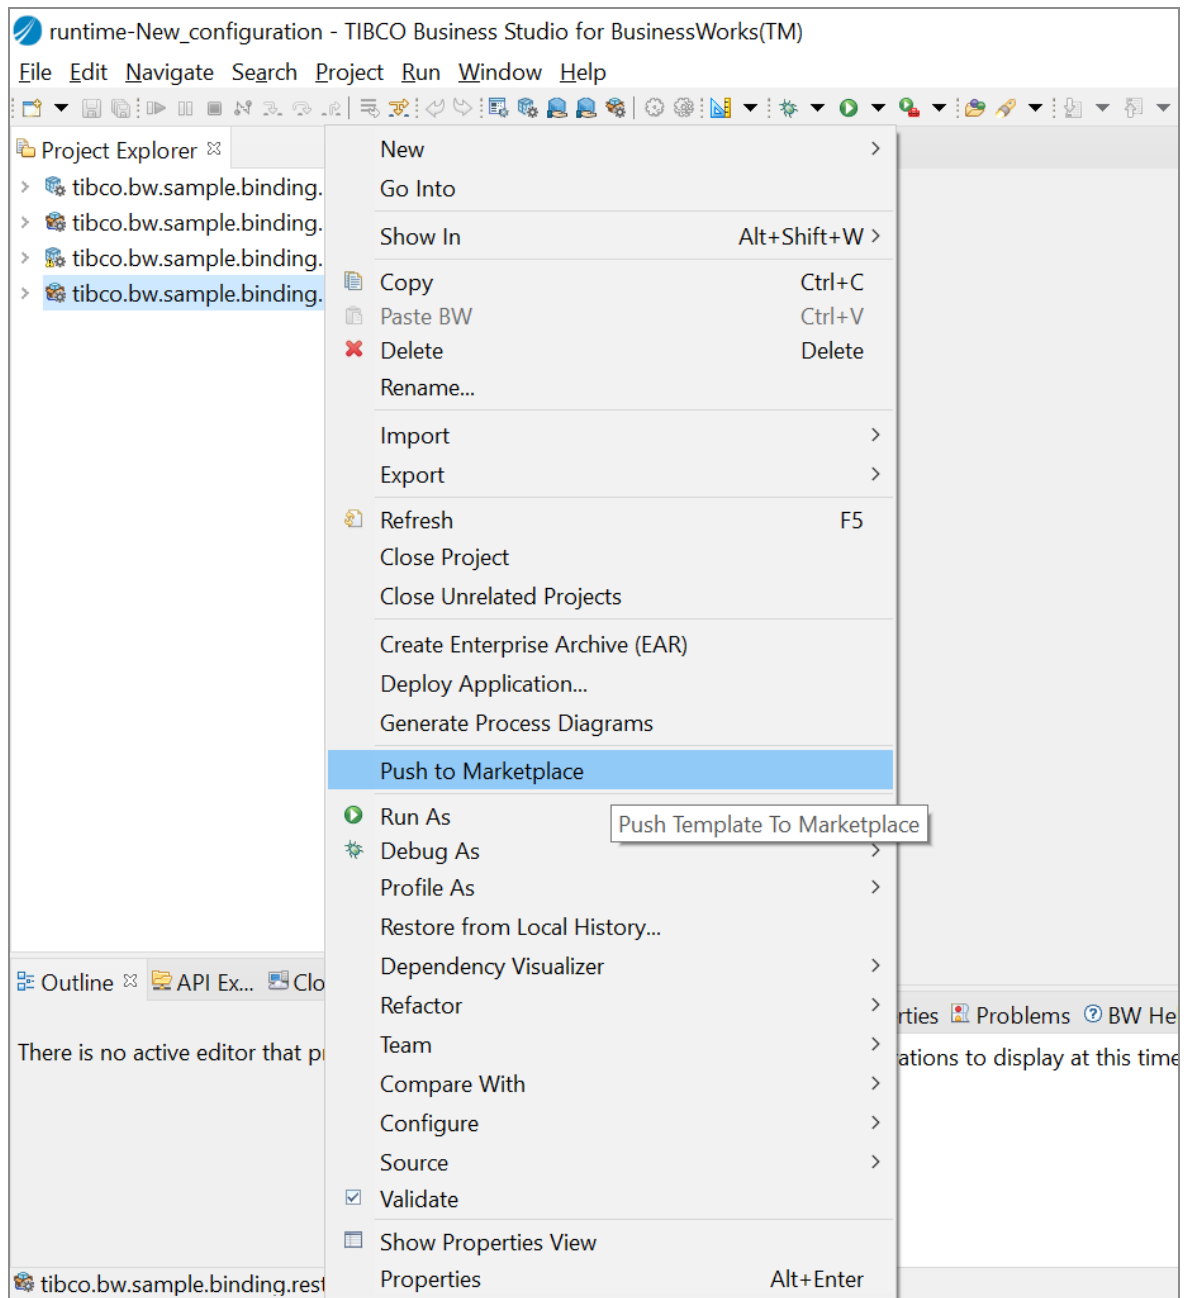 runtime-New_configuration - TIBCO Business Studio for BusinessWorks(TM)
File Edit Navigate Search Project Run Window Help
Project Explorer
tibco.bw.sample.binding.
tibco.bw.sample.binding.
tibco.bw.sample.binding.
tibco.bw.sample.binding.
New
Go Into
Show In Alt+Shift+W
Copy Ctrl+C
Paste BW Ctrl+V
Delete Delete
Rename...
Import
Export
Refresh F5
Close Project
Close Unrelated Projects
Create Enterprise Archive (EAR)
Deploy Application...
Generate Process Diagrams
Push to Marketplace
Run As
Push Template To Marketplace
Debug As
Profile As
Restore from Local History...
Dependency Visualizer
Refactor
Team
Compare With
Configure
Source
Validate
Show Properties View
Properties Alt+Enter
Outline API Ex... Clo
There is no active editor that pr
rties Problems BW He
ations to display at this time
tibco.bw.sample.binding.rest